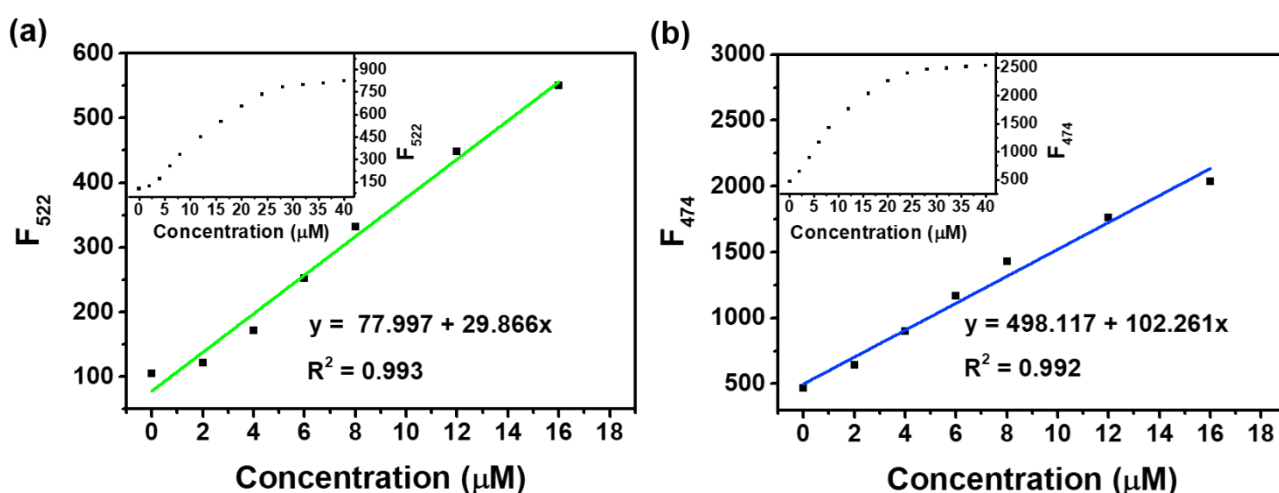 (a)
600
500
400
300
200
100
F522
0 2 4 6 8 10 12 14 16 18
Concentration (μM)
y = 77.997 + 29.866x
R2 = 0.993
900
750
600
450
300
150
F522
0 5 10 15 20 25 30 35 40
Concentration (μM)
(b)
3000
2500
2000
1500
1000
500
F474
0 2 4 6 8 10 12 14 16 18
Concentration (μM)
y = 498.117 + 102.261x
R2 = 0.992
2500
2000
1500
1000
500
F474
0 5 10 15 20 25 30 35 40
Concentration (μM)